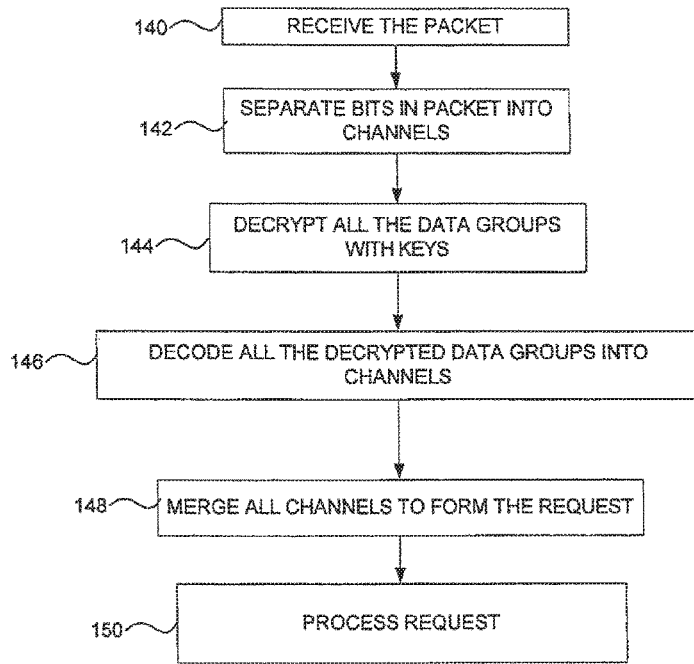 140
RECEIVE THE PACKET
142
SEPARATE BITS IN PACKET INTO
CHANNELS
144
DECRYPT ALL THE DATA GROUPS
WITH KEYS
146
DECODE ALL THE DECRYPTED DATA GROUPS INTO
CHANNELS
148
MERGE ALL CHANNELS TO FORM THE REQUEST
150
PROCESS REQUEST